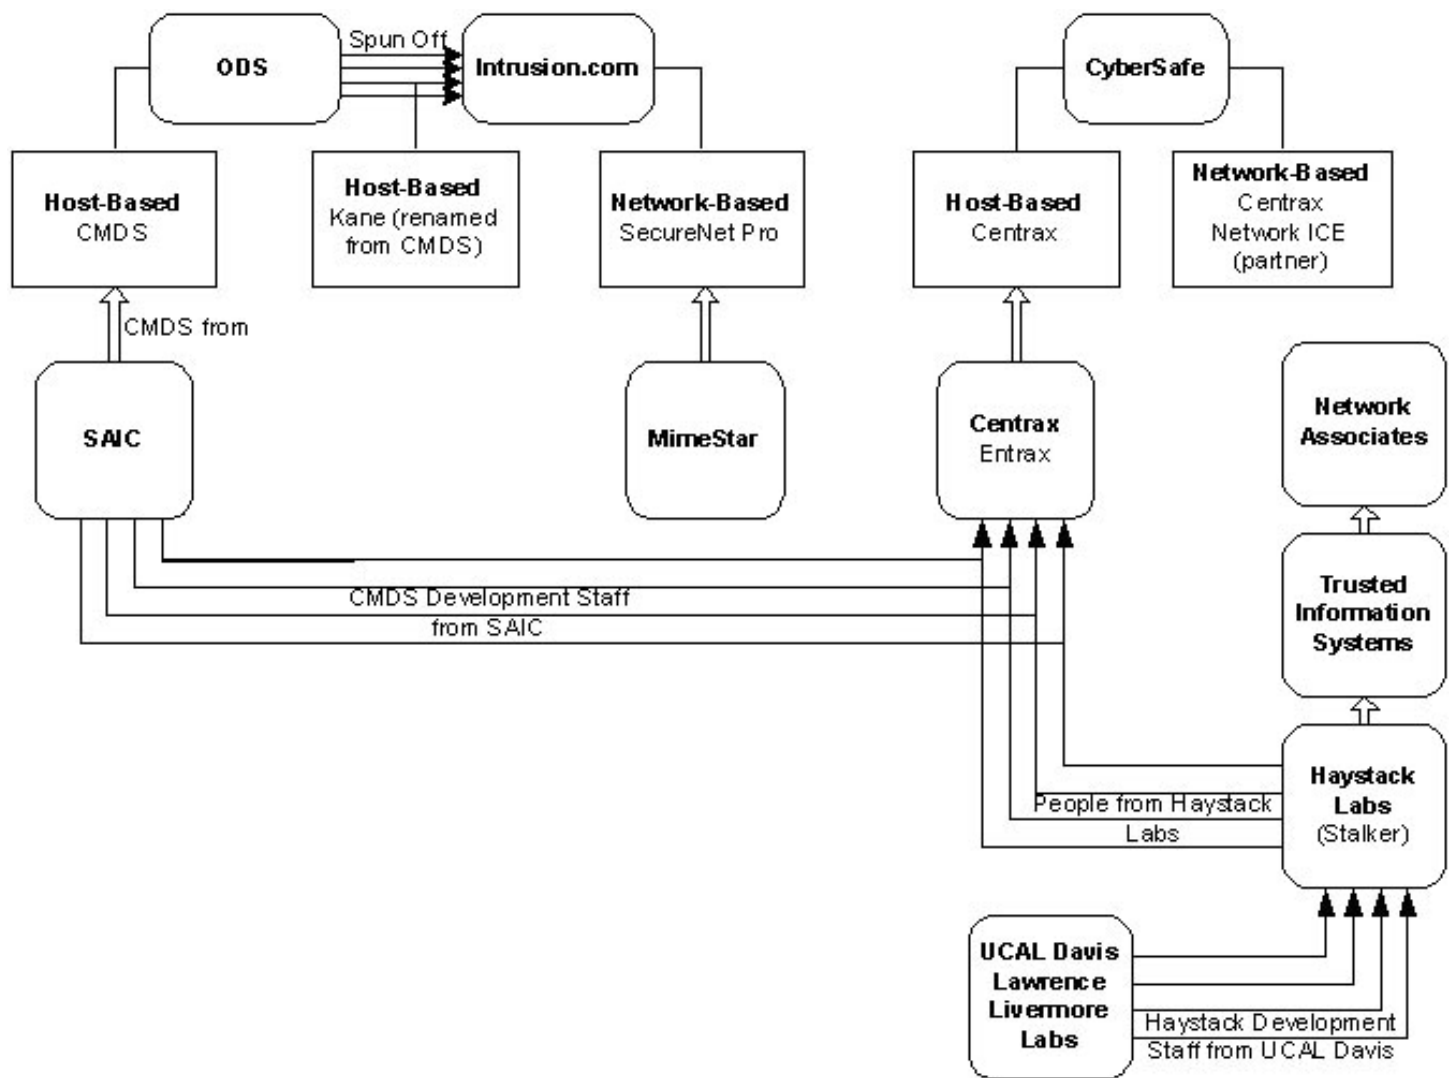 Spun Off
ODS
Intrusion.com
CyberSafe
Host-Based
CMDS
Host-Based
Kane (renamed
from CMDS)
Network-Based
SecureNet Pro
Host-Based
Centrax
Network-Based
Centrax
Network ICE
(partner)
CMDS from
SAIC
MimeStar
Centrax
Entrax
Network
Associates
CMDS Development Staff
from SAIC
Trusted
Information
Systems
People from Haystack
Labs
Haystack
Labs
(Stalker)
UCAL Davis
Lawrence
Livermore
Labs
Haystack Development
Staff from UCAL Davis